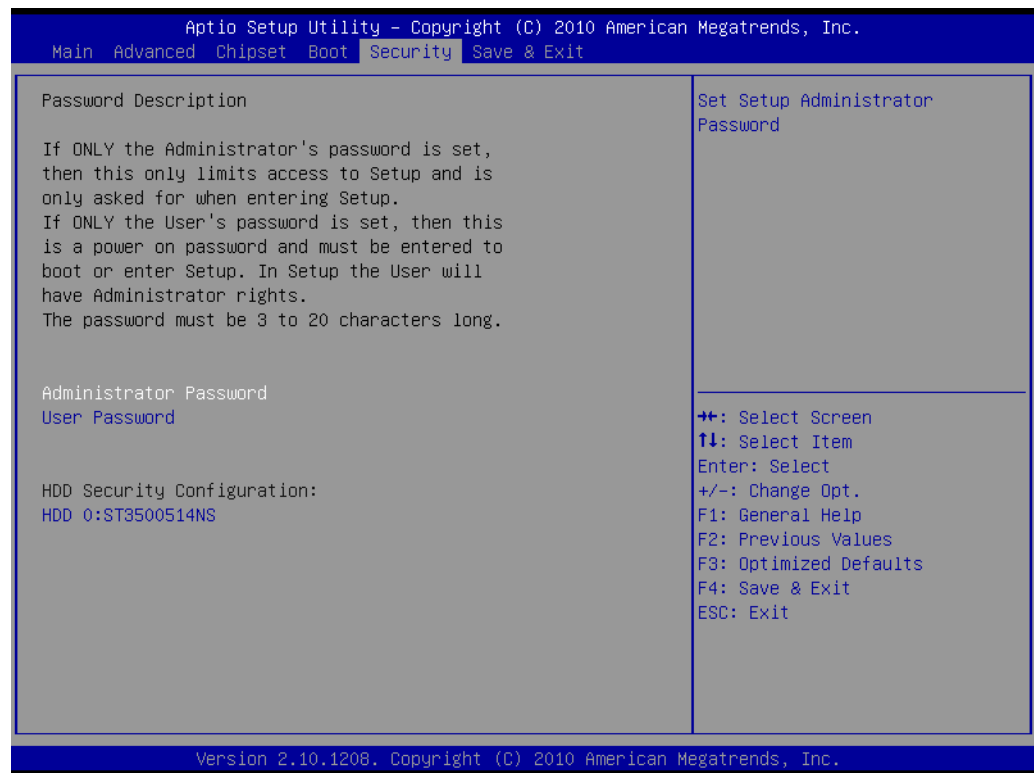 Aptio Setup Utility – Copyright (C) 2010 American Megatrends, Inc.
Main Advanced Chipset Boot Security Save & Exit
Password Description
If ONLY the Administrator's password is set,
then this only limits access to Setup and is
only asked for when entering Setup.
If ONLY the User's password is set, then this
is a power on password and must be entered to
boot or enter Setup. In Setup the User will
have Administrator rights.
The password must be 3 to 20 characters long.
Administrator Password
User Password
HDD Security Configuration:
HDD 0:ST3500514NS
Set Setup Administrator
Password
→←: Select Screen
↑↓: Select Item
Enter: Select
+/-: Change Opt.
F1: General Help
F2: Previous Values
F3: Optimized Defaults
F4: Save & Exit
ESC: Exit
Version 2.10.1208. Copyright (C) 2010 American Megatrends, Inc.